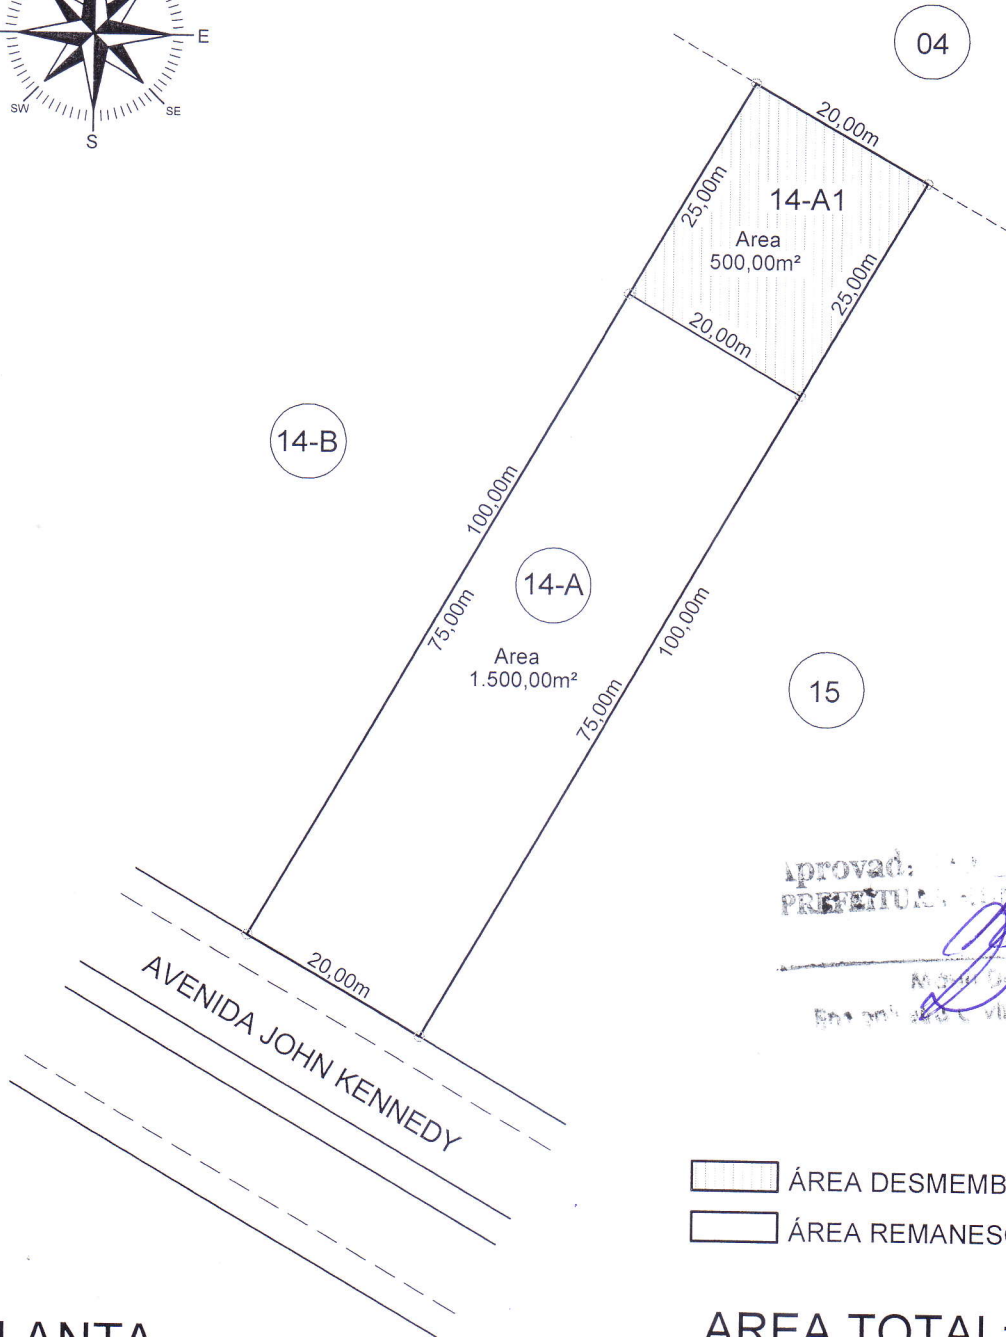 E
SW
SE
S
04
20,00m
25,00m
14-A1
Area
500,00m²
25,00m
20,00m
14-B
100,00m
14-A
75,00m
100,00m
Area
1.500,00m²
15
75,00m
20,00m
AVENIDA JOHN KENNEDY
ÁREA DESMEMB
ÁREA REMANES
LANTA
AREA TOTAL